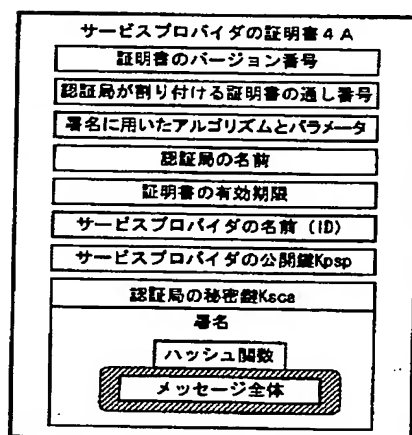 サービスプロバイダの証明書4A
証明書のバージョン番号
認証局が割り付ける証明書の通し番号
署名に用いたアルゴリズムとパラメータ
認証局の名前
証明書の有効期限
サービスプロバイダの名前（ID）
サービスプロバイダの公開鍵Kpsp
認証局の秘密鍵Ksca
署名
ハッシュ関数
メッセージ全体